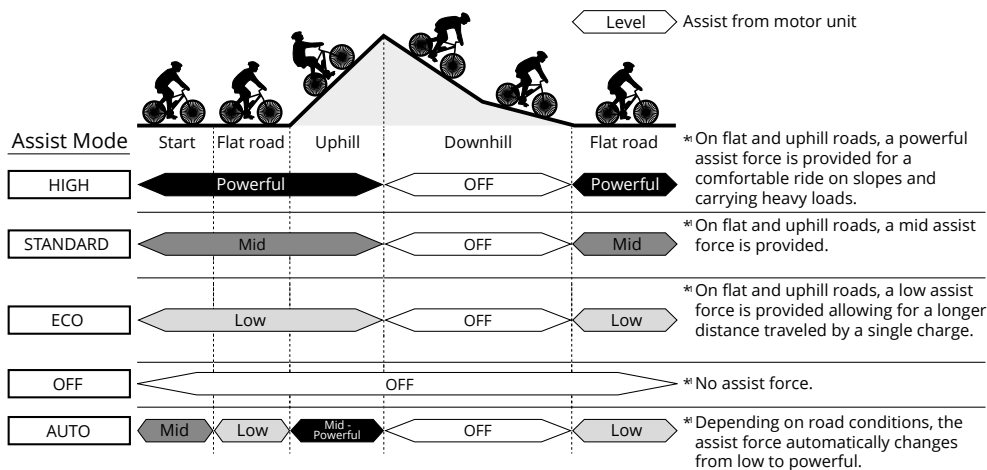 Level Assist from motor unit
Assist Mode Start Flat road Uphill Downhill Flat road
HIGH Powerful OFF Powerful
* On flat and uphill roads, a powerful
assist force is provided for a
comfortable ride on slopes and
carrying heavy loads.
STANDARD Mid OFF Mid
* On flat and uphill roads, a mid assist
force is provided.
ECO Low OFF Low
* On flat and uphill roads, a low assist
force is provided allowing for a longer
distance traveled by a single charge.
OFF OFF
* No assist force.
AUTO Mid Low Mid -
Powerful OFF Low
* Depending on road conditions, the
assist force automatically changes
from low to powerful.